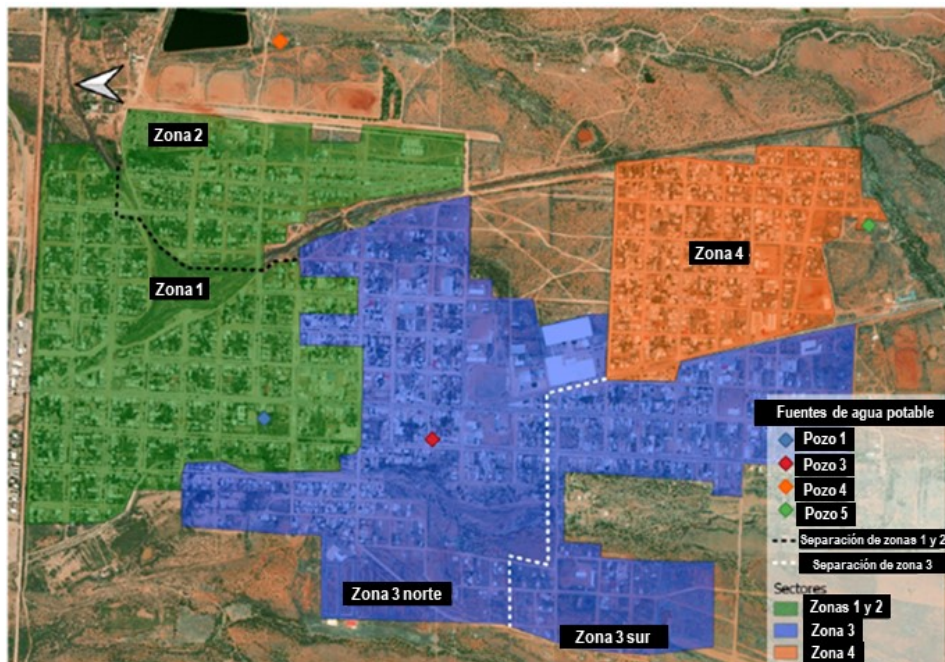 Zona 2
Zona 1
Zona 4
Zona 3 norte
Zona 3 sur
Fuentes de agua potable
Pozo 1
Pozo 3
Pozo 4
Pozo 5
Separación de zonas 1 y 2
Separación de zona 3
Sectores
Zonas 1 y 2
Zona 3
Zona 4